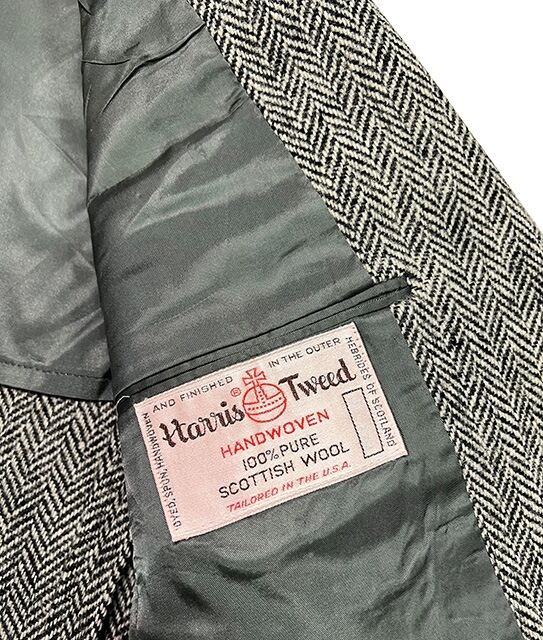 DYED, SPUN, HANDWOVEN
AND FINISHED IN THE OUTER
HEBRIDES OF SCOTLAND
Harris® Tweed
HANDWOVEN
100% PURE
SCOTTISH WOOL
TAILORED IN THE U.S.A.